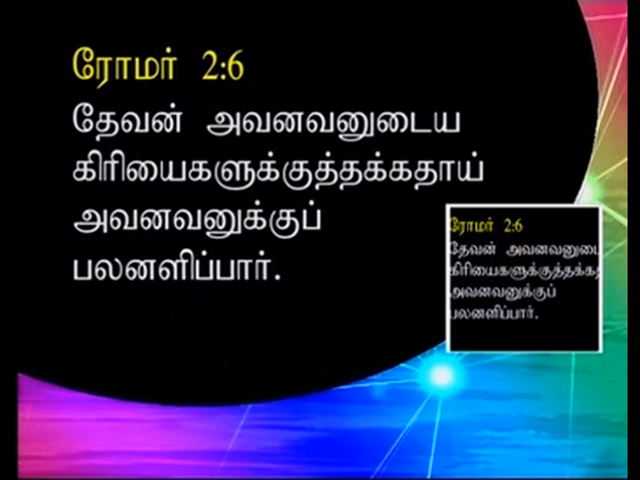 ரோமர் 2:6
தேவன் அவனவனுடைய
கிரியைகளுக்குத்தக்கதாய்
அவனவனுக்குப்
பலனளிப்பார்.
ரோமர் 2:6
தேவன் அவனவனுடை
கிரியைகளுக்குத்தக்க
அவனவனுக்குப்
பலனளிப்பார்.